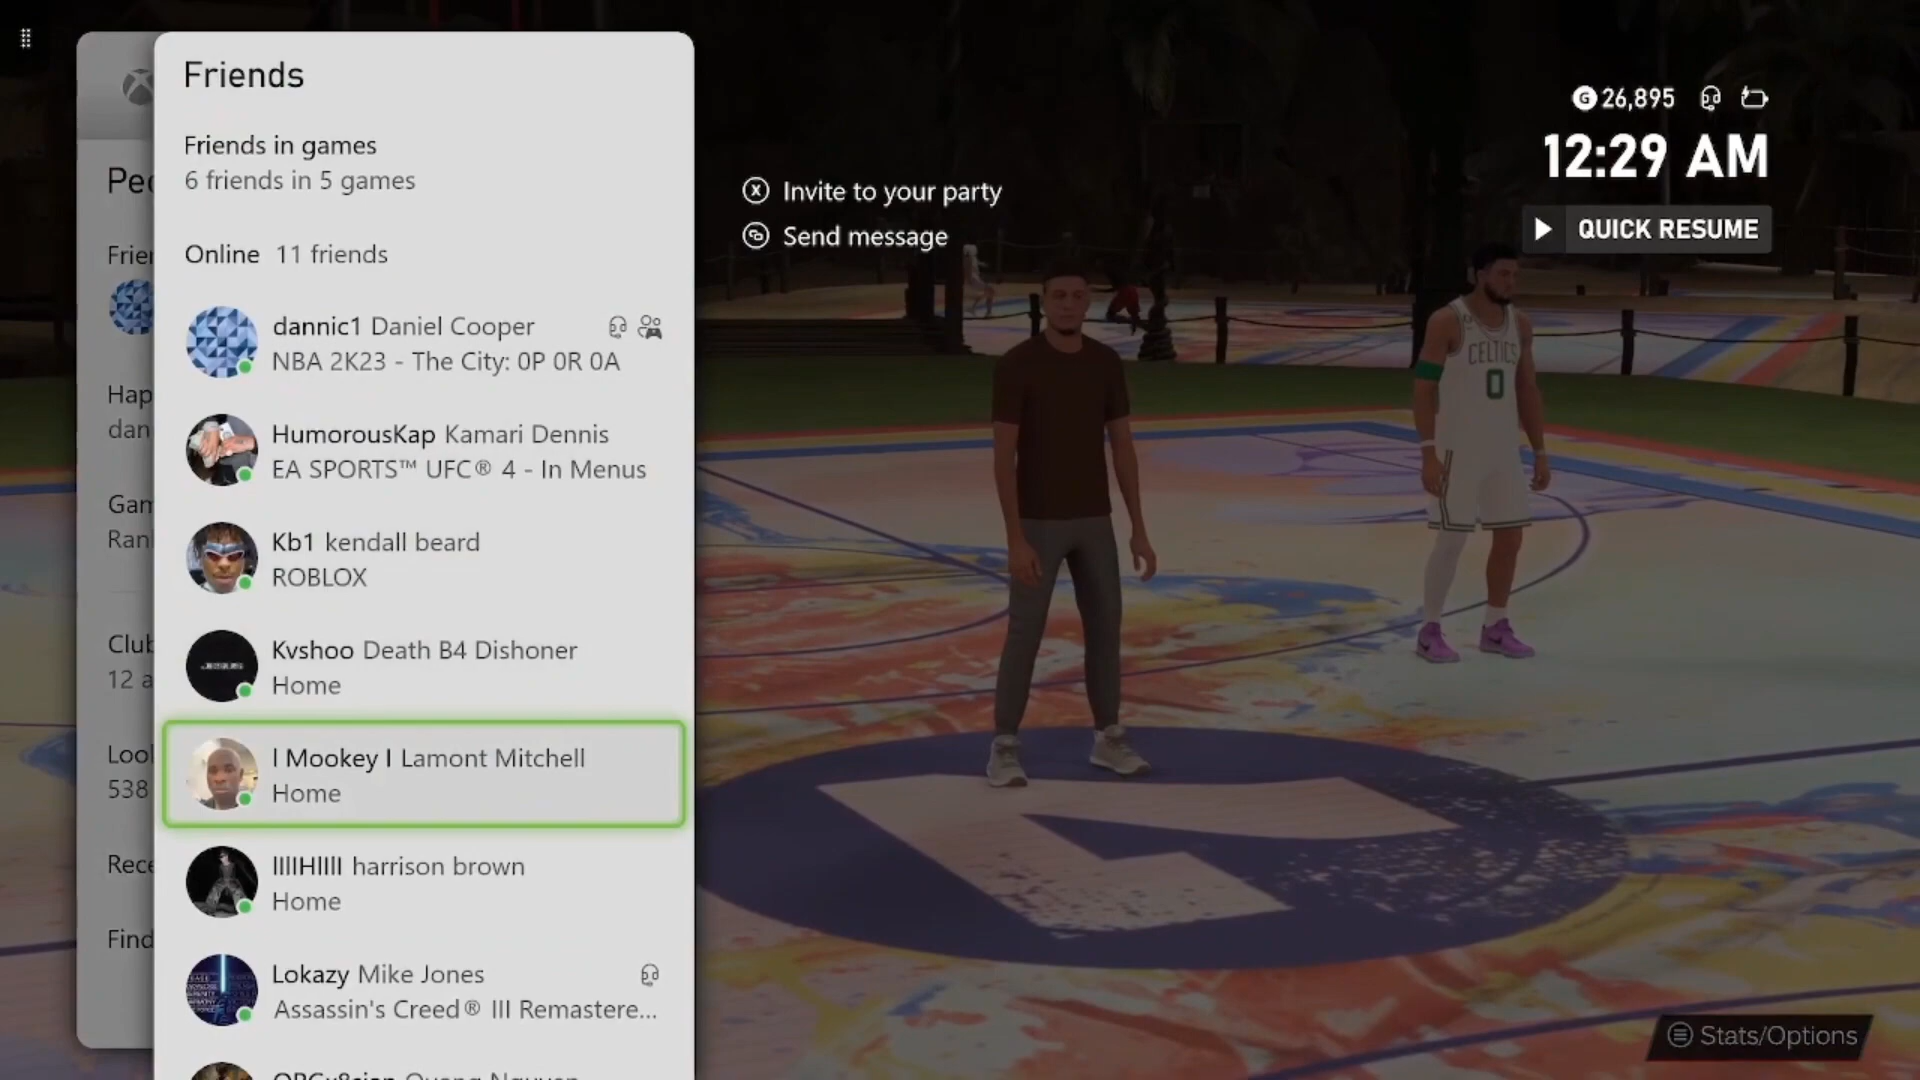 Friends
Friends in games
6 friends in 5 games
Online 11 friends
dannic1 Daniel Cooper
NBA 2K23 - The City: 0P 0R 0A
HumorousKap Kamari Dennis
EA SPORTS™ UFC® 4 - In Menus
Kb1 kendall beard
ROBLOX
Kvshoo Death B4 Dishoner
Home
I Mookey I Lamont Mitchell
Home
IIIIHIIII harrison brown
Home
Lokazy Mike Jones
Assassin's Creed® III Remastere...
Invite to your party
Send message
G 26,895
12:29 AM
QUICK RESUME
CELTICS
0
Stats/Options
12 a
538